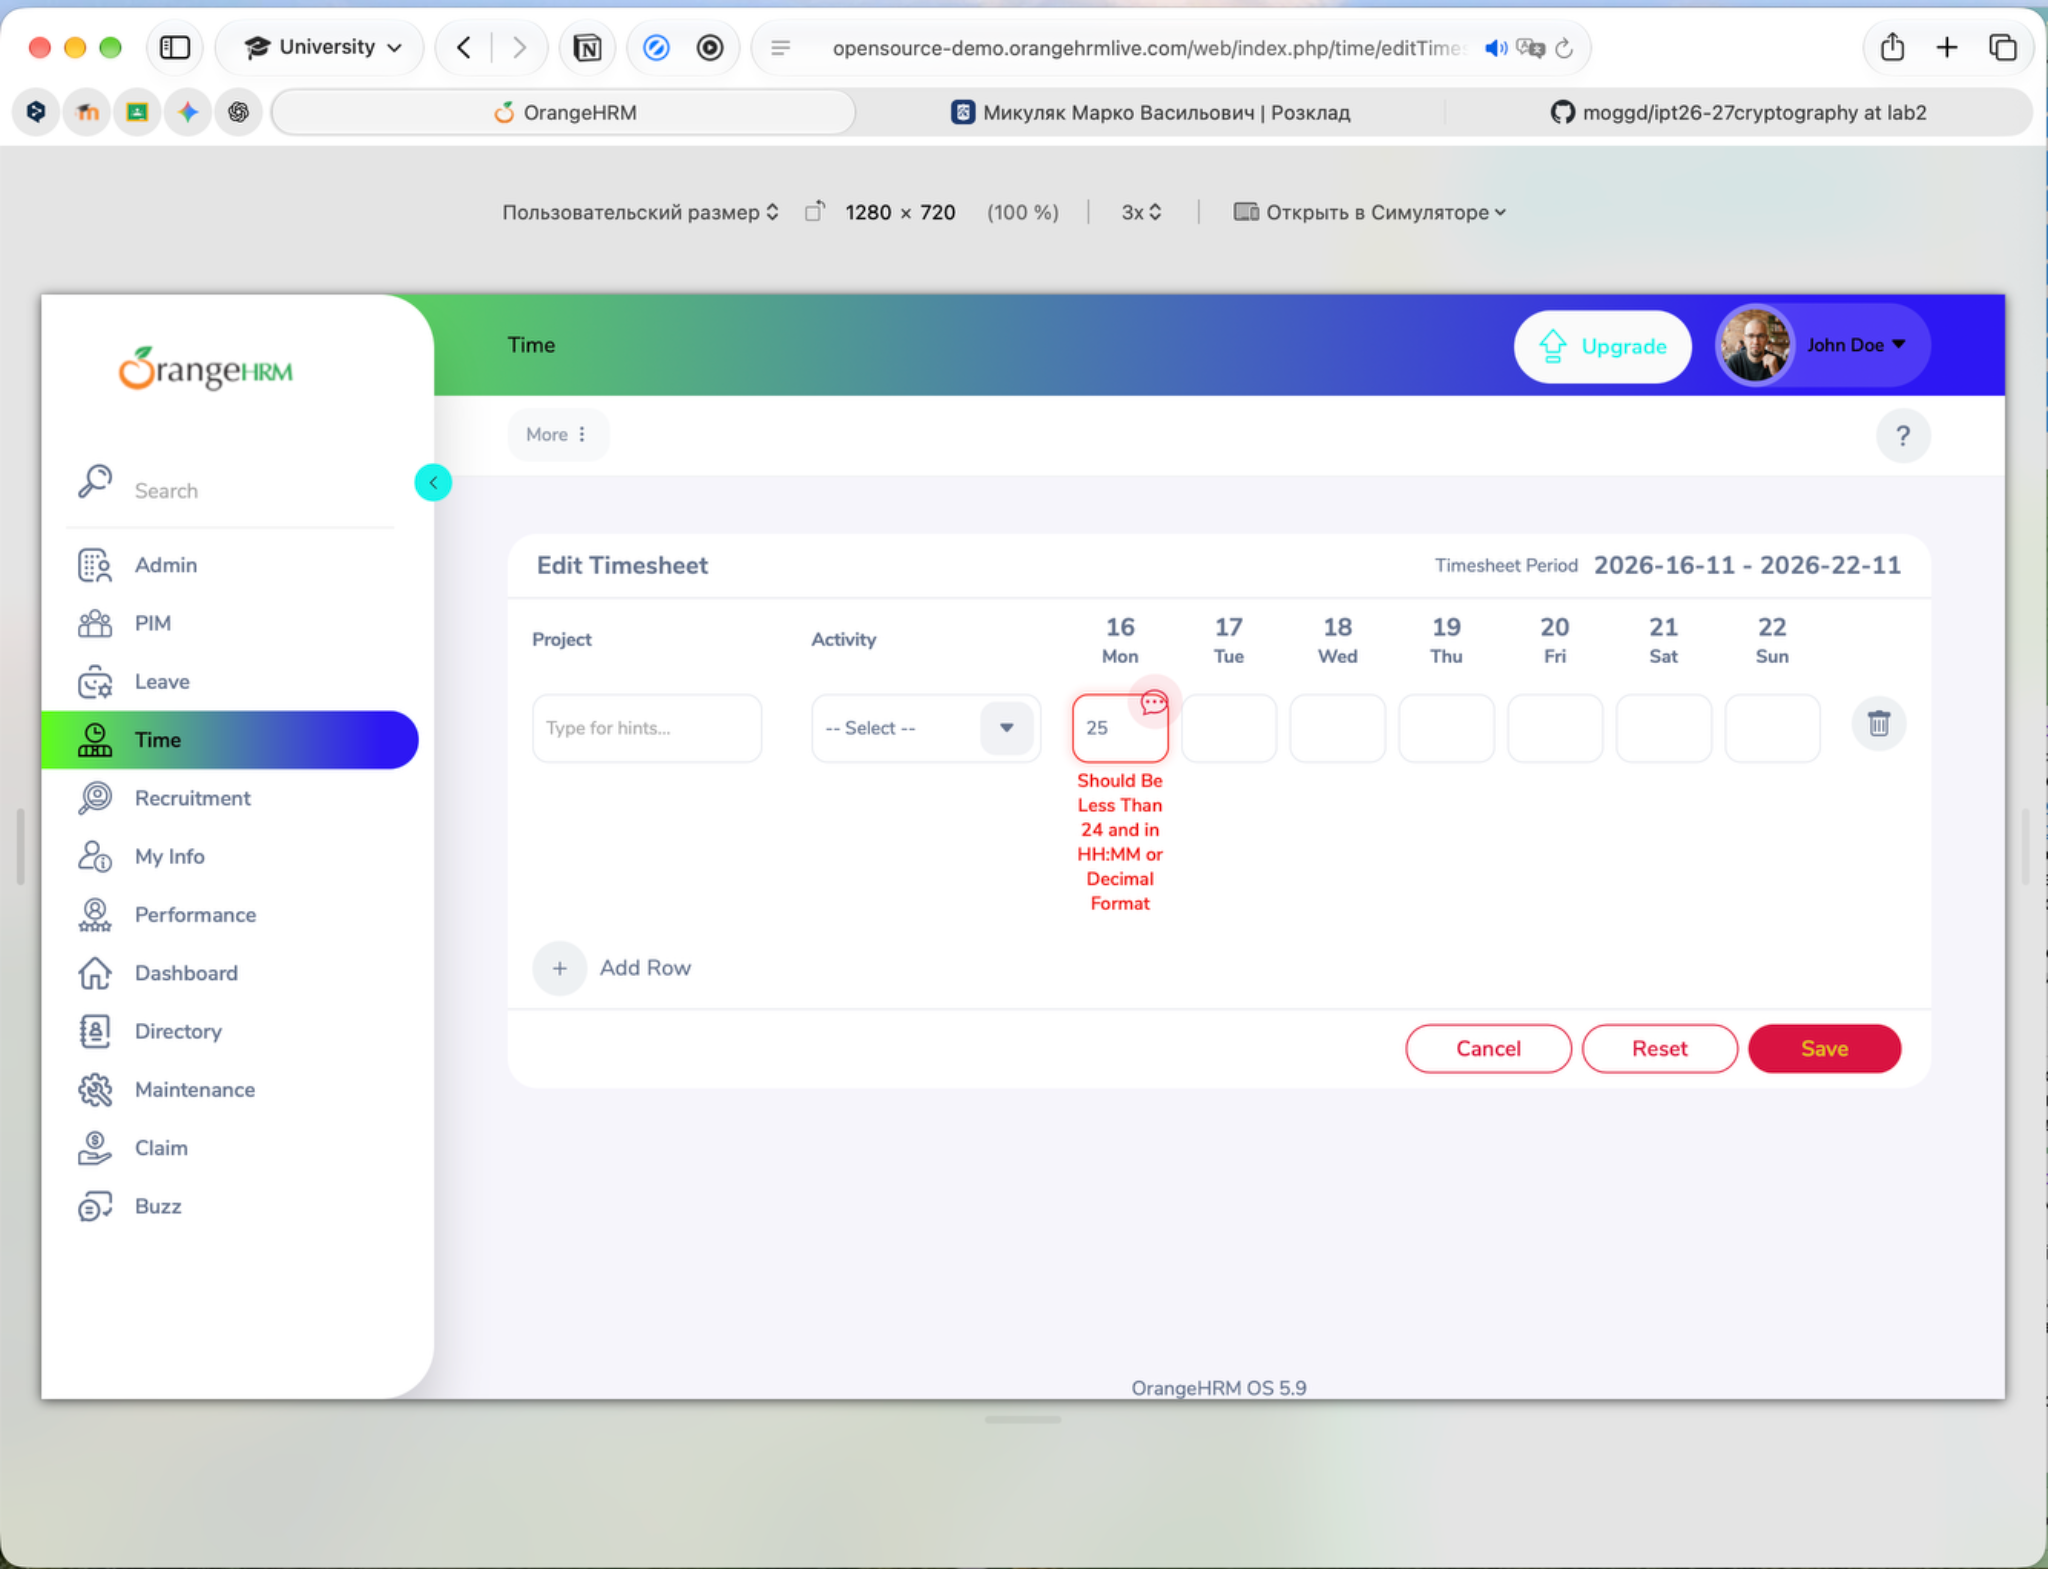 University
opensource-demo.orangehrmlive.com/web/index.php/time/editTimes
OrangeHRM
Микуляк Марко Васильович | Розклад
moggd/ipt26-27cryptography at lab2
Пользовательский размер
1280 × 720
(100 %)
3x
Открыть в Симуляторе
OrangeHRM
Time
Upgrade
John Doe
More
?
Search
Admin
PIM
Leave
Time
Recruitment
My Info
Performance
Dashboard
Directory
Maintenance
Claim
Buzz
Edit Timesheet
Timesheet Period 2026-16-11 - 2026-22-11
Project
Activity
16
Mon
17
Tue
18
Wed
19
Thu
20
Fri
21
Sat
22
Sun
Type for hints...
-- Select --
25
Should Be
Less Than
24 and in
HH:MM or
Decimal
Format
+ Add Row
Cancel
Reset
Save
OrangeHRM OS 5.9